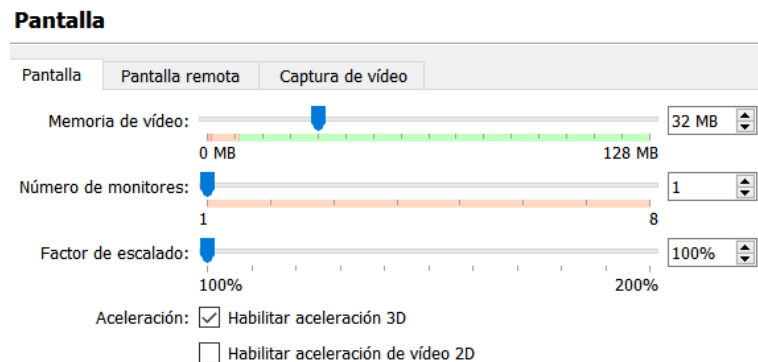 Pantalla
Pantalla Pantalla remota Captura de vídeo
Memoria de vídeo: 32 MB
0 MB 128 MB
Número de monitores: 1
1 8
Factor de escalado: 100%
100% 200%
Aceleración: Habilitar aceleración 3D
Habilitar aceleración de vídeo 2D